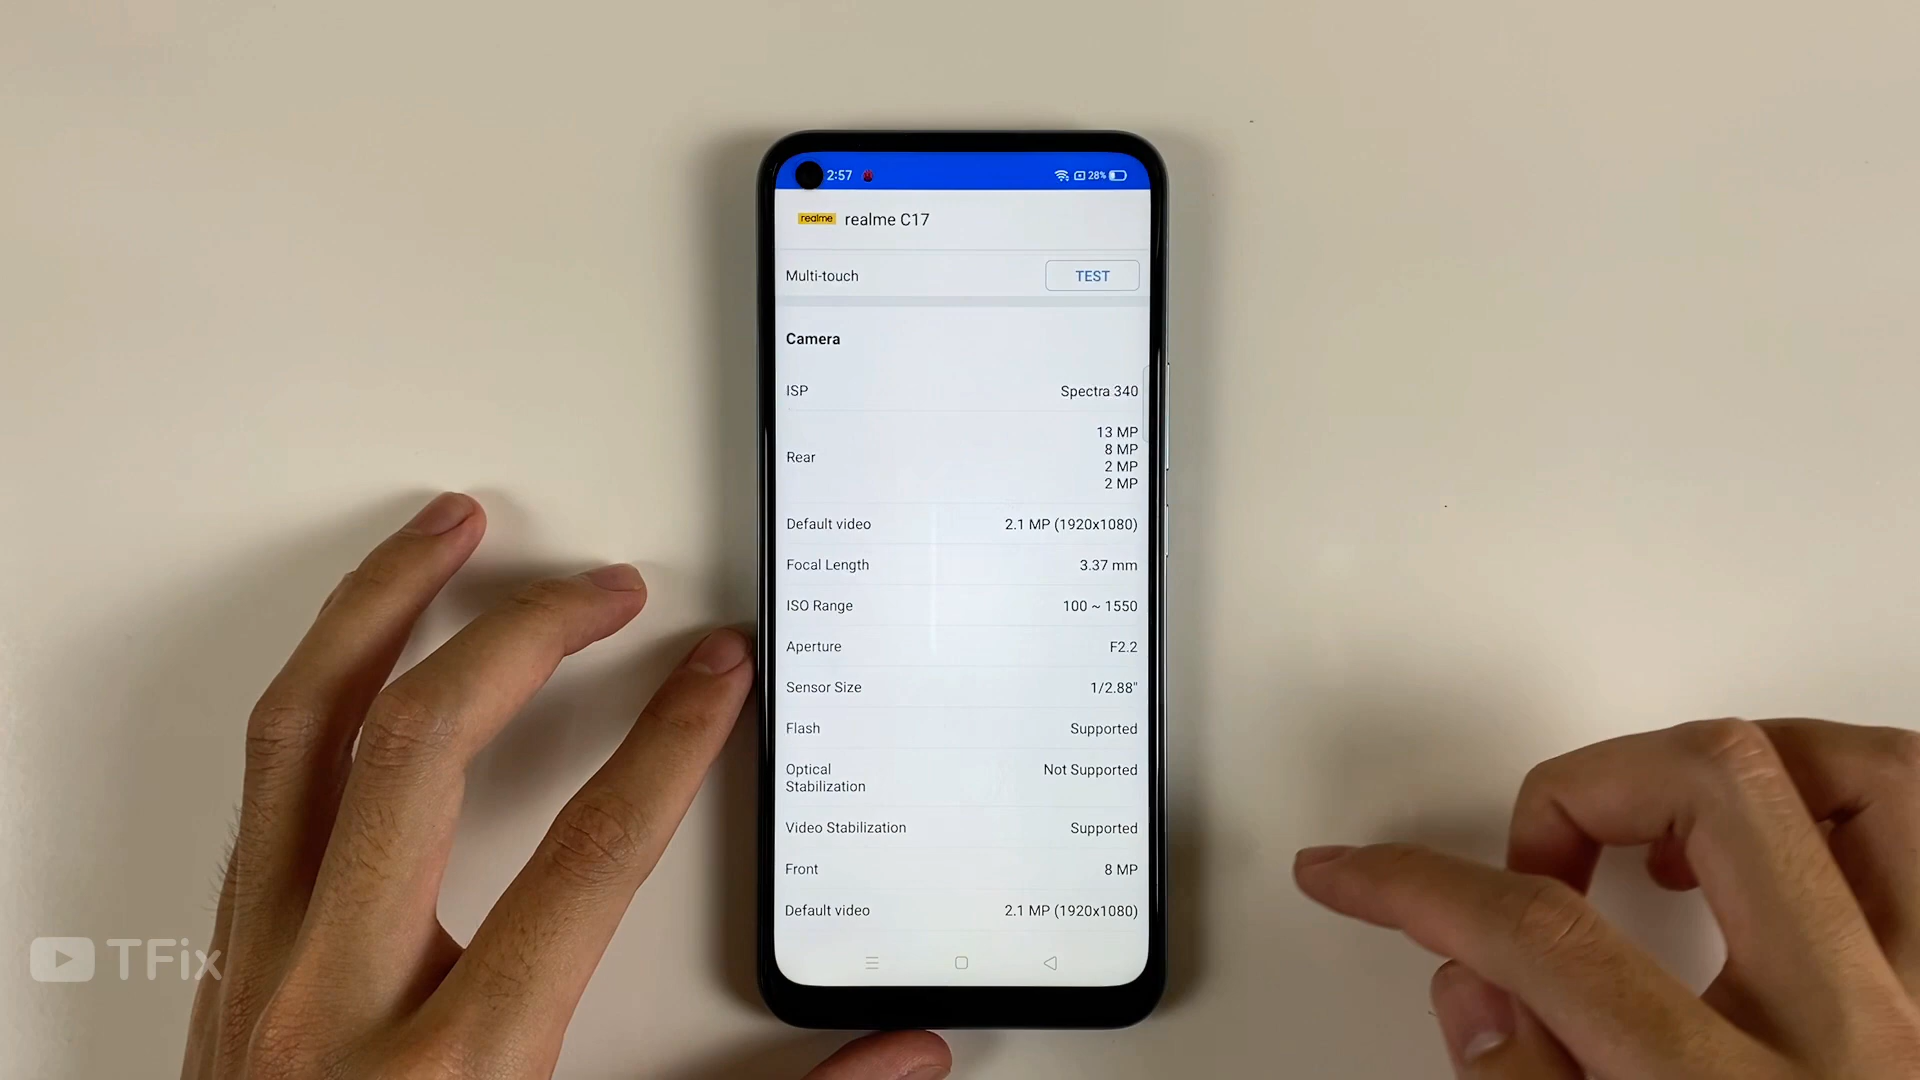 2:57 28%
realme realme C17
Multi-touch TEST
Camera
ISP Spectra 340
Rear 13 MP
8 MP
2 MP
2 MP
Default video 2.1 MP (1920x1080)
Focal Length 3.37 mm
ISO Range 100 ~ 1550
Aperture F2.2
Sensor Size 1/2.88"
Flash Supported
Optical Stabilization Not Supported
Video Stabilization Supported
Front 8 MP
Default video 2.1 MP (1920x1080)
TFix